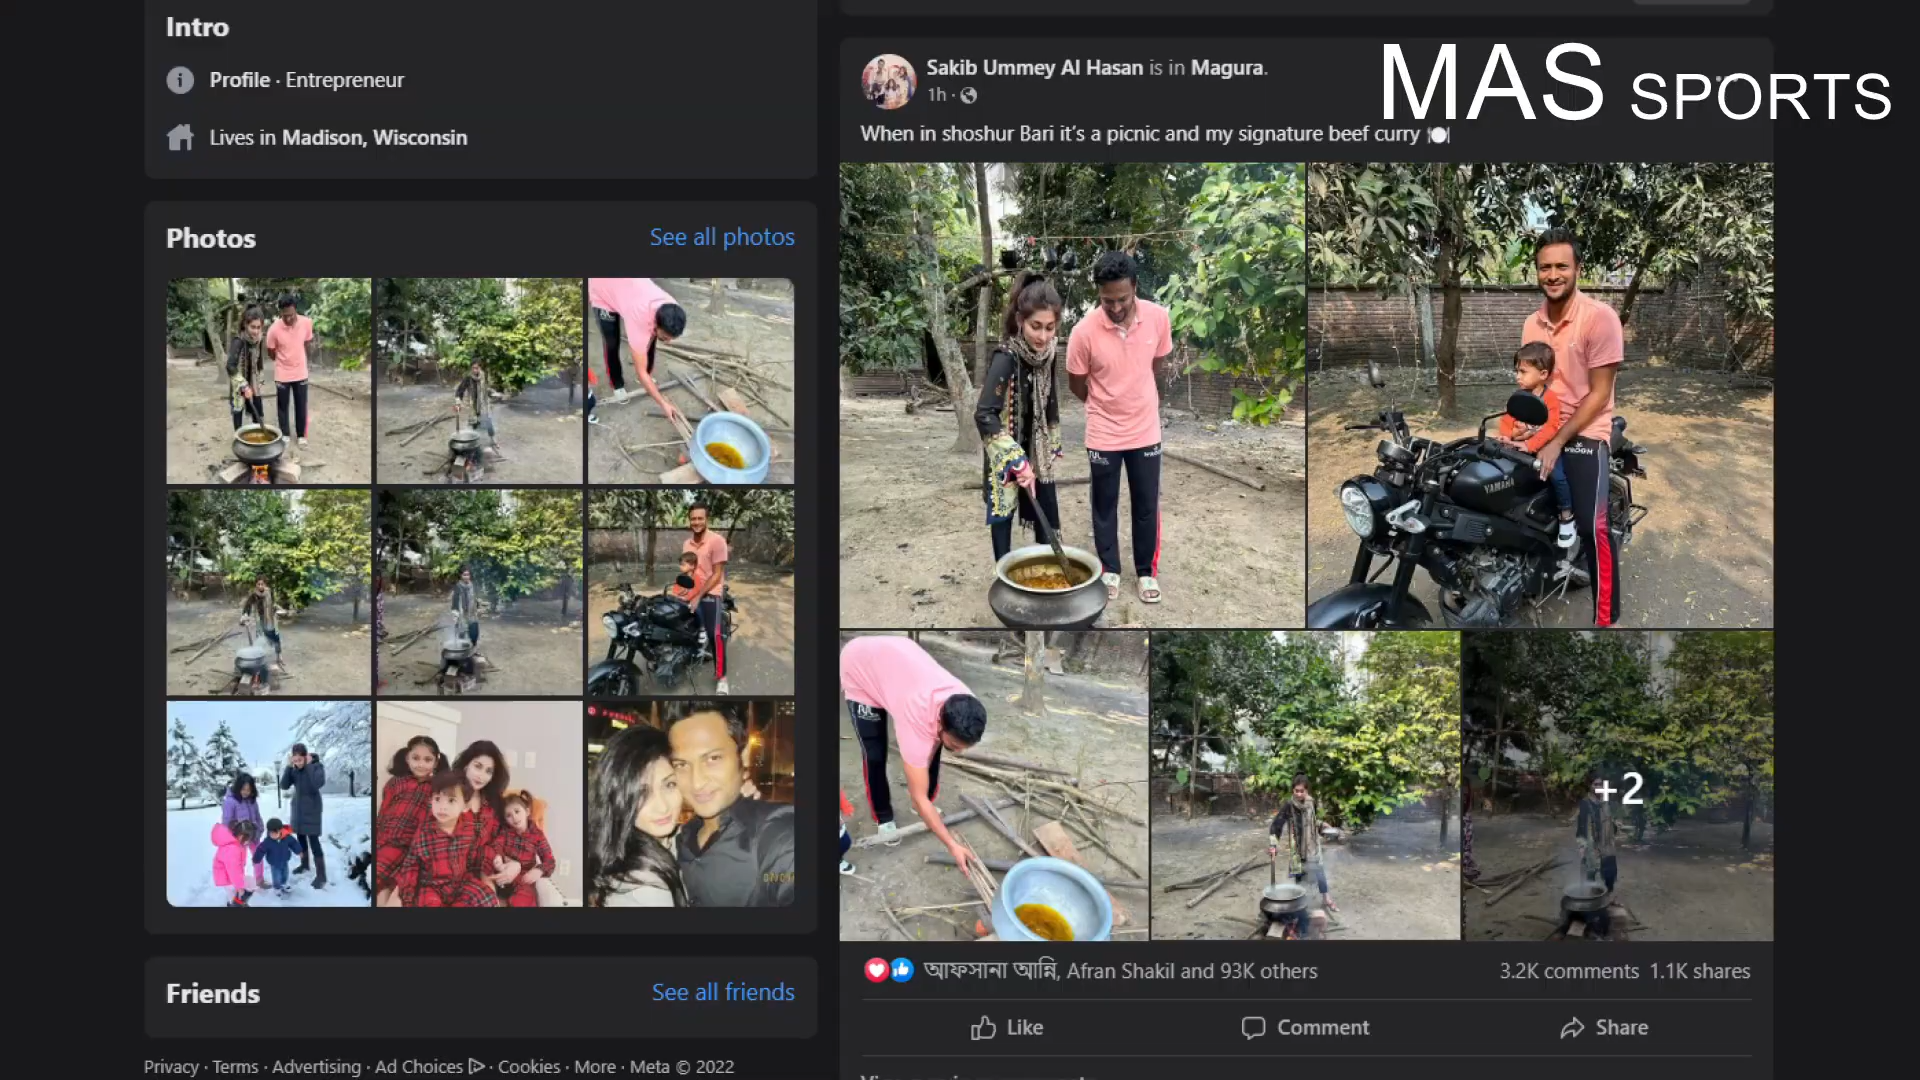 Intro
Profile · Entrepreneur
Lives in Madison, Wisconsin
Photos
See all photos
Friends
See all friends
Privacy · Terms · Advertising · Ad Choices · Cookies · More · Meta © 2022
MAS SPORTS
Sakib Ummey Al Hasan is in Magura.
1h ·
When in shoshur Bari it's a picnic and my signature beef curry 🍽
YAMAHA
WROGN
+2
আফসানা আন্নি, Afran Shakil and 93K others
3.2K comments 1.1K shares
Like
Comment
Share